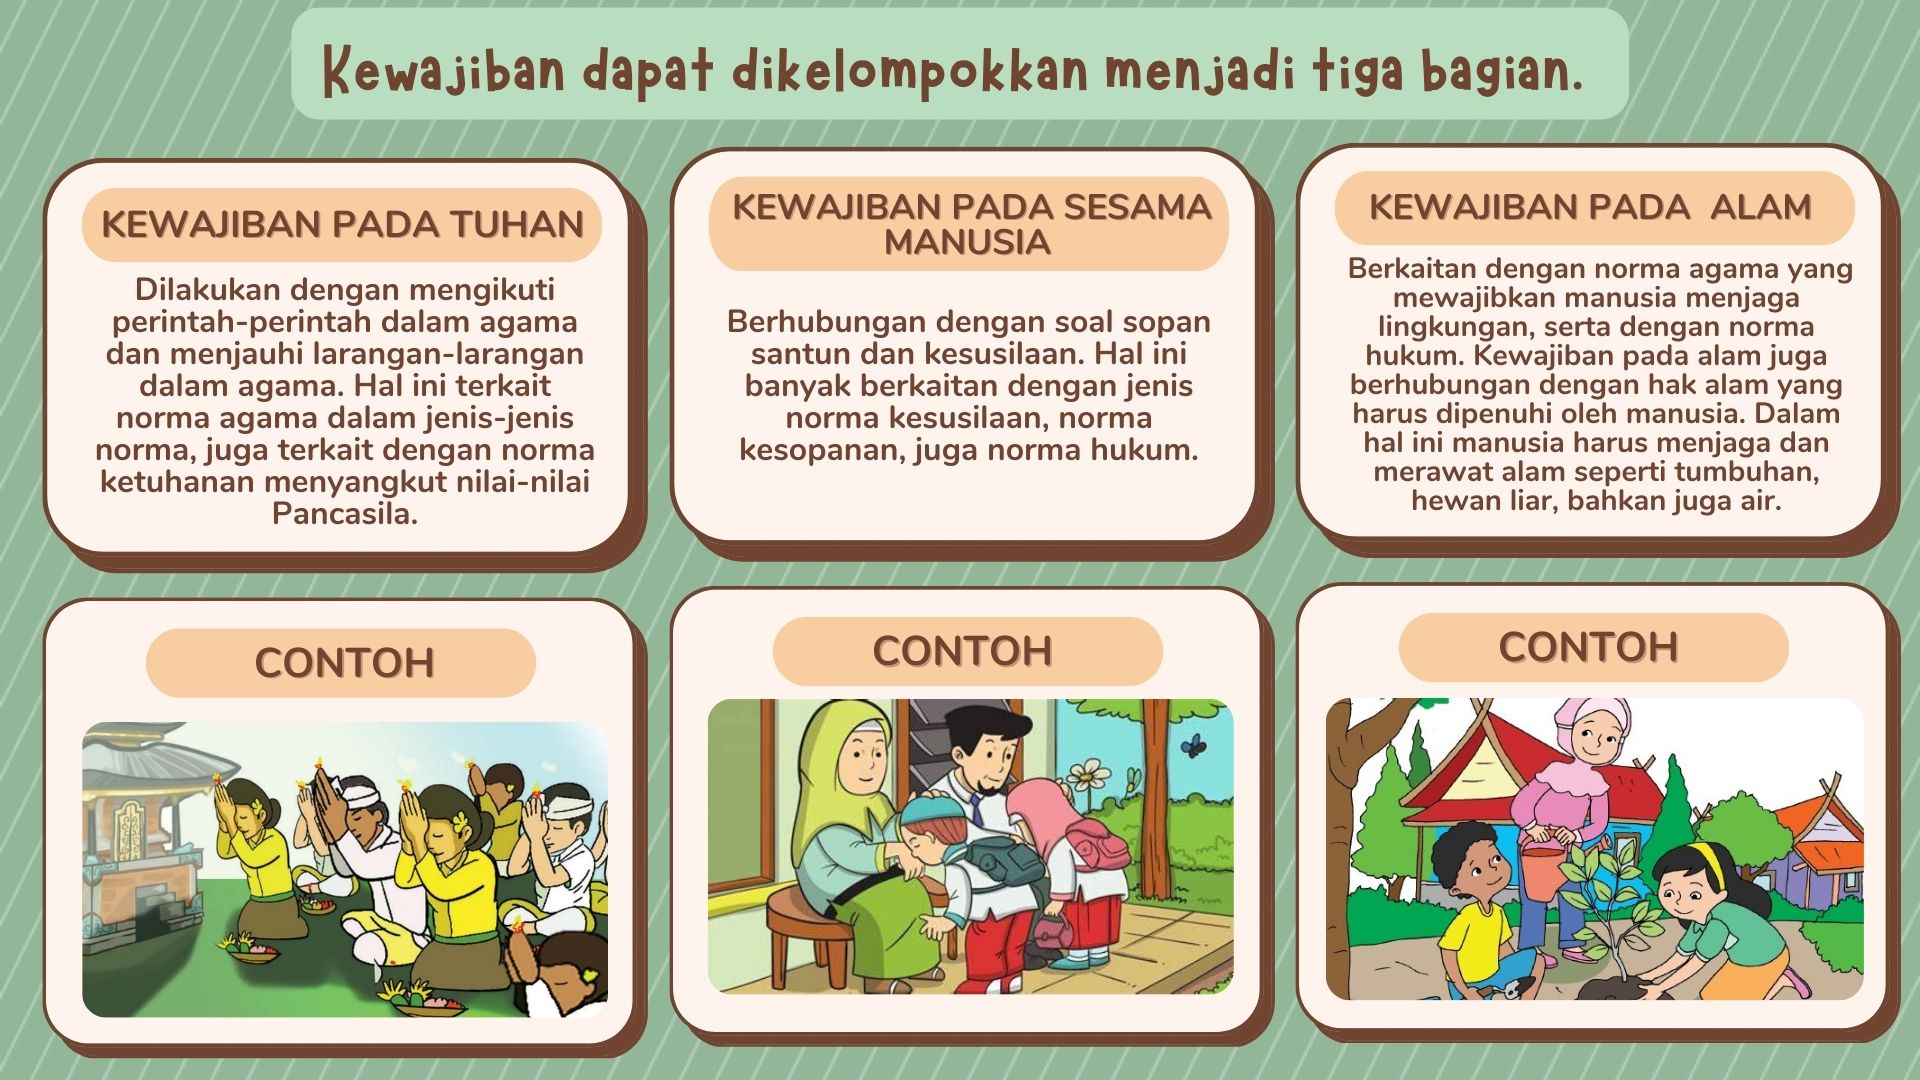 Kewajiban dapat dikelompokkan menjadi tiga bagian.
KEWAJIBAN PADA TUHAN
Dilakukan dengan mengikuti
perintah-perintah dalam agama
dan menjauhi larangan-larangan
dalam agama. Hal ini terkait
norma agama dalam jenis-jenis
norma, juga terkait dengan norma
ketuhanan menyangkut nilai-nilai
Pancasila.
KEWAJIBAN PADA SESAMA
MANUSIA
Berhubungan dengan soal sopan
santun dan kesusilaan. Hal ini
banyak berkaitan dengan jenis
norma kesusilaan, norma
kesopanan, juga norma hukum.
KEWAJIBAN PADA ALAM
Berkaitan dengan norma agama yang
mewajibkan manusia menjaga
lingkungan, serta dengan norma
hukum. Kewajiban pada alam juga
berhubungan dengan hak alam yang
harus dipenuhi oleh manusia. Dalam
hal ini manusia harus menjaga dan
merawat alam seperti tumbuhan,
hewan liar, bahkan juga air.
CONTOH
CONTOH
CONTOH